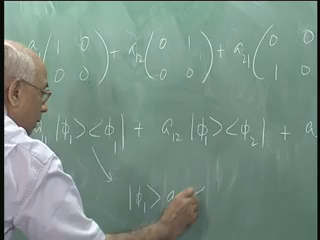 a ( 1 0 0 0 ) + a₁₂ ( 0 1 0 0 ) + a₂₁ ( 0 0 1 0
a₁₁ |ϕ₁> <ϕ₁| + a₁₂ |ϕ₁> <ϕ₂| + a
|ϕ₁> a